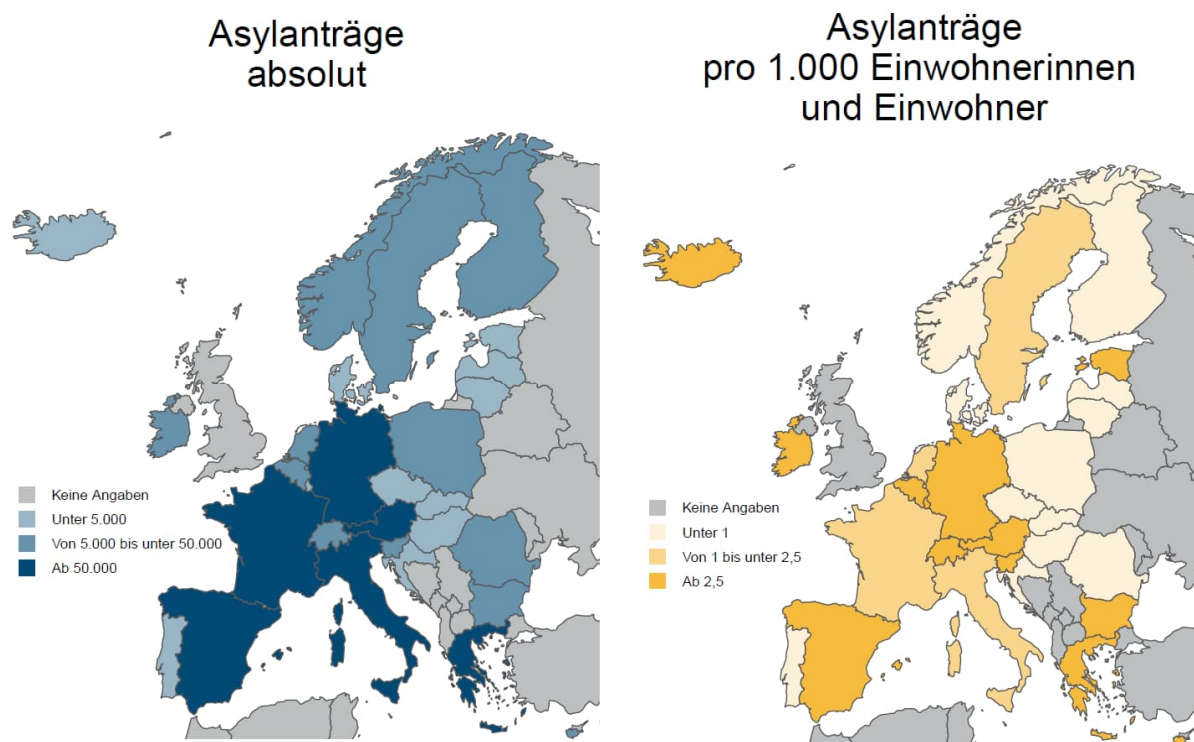 Asylanträge
absolut
Keine Angaben
Unter 5.000
Von 5.000 bis unter 50.000
Ab 50.000
Asylanträge
pro 1.000 Einwohnerinnen
und Einwohner
Keine Angaben
Unter 1
Von 1 bis unter 2,5
Ab 2,5